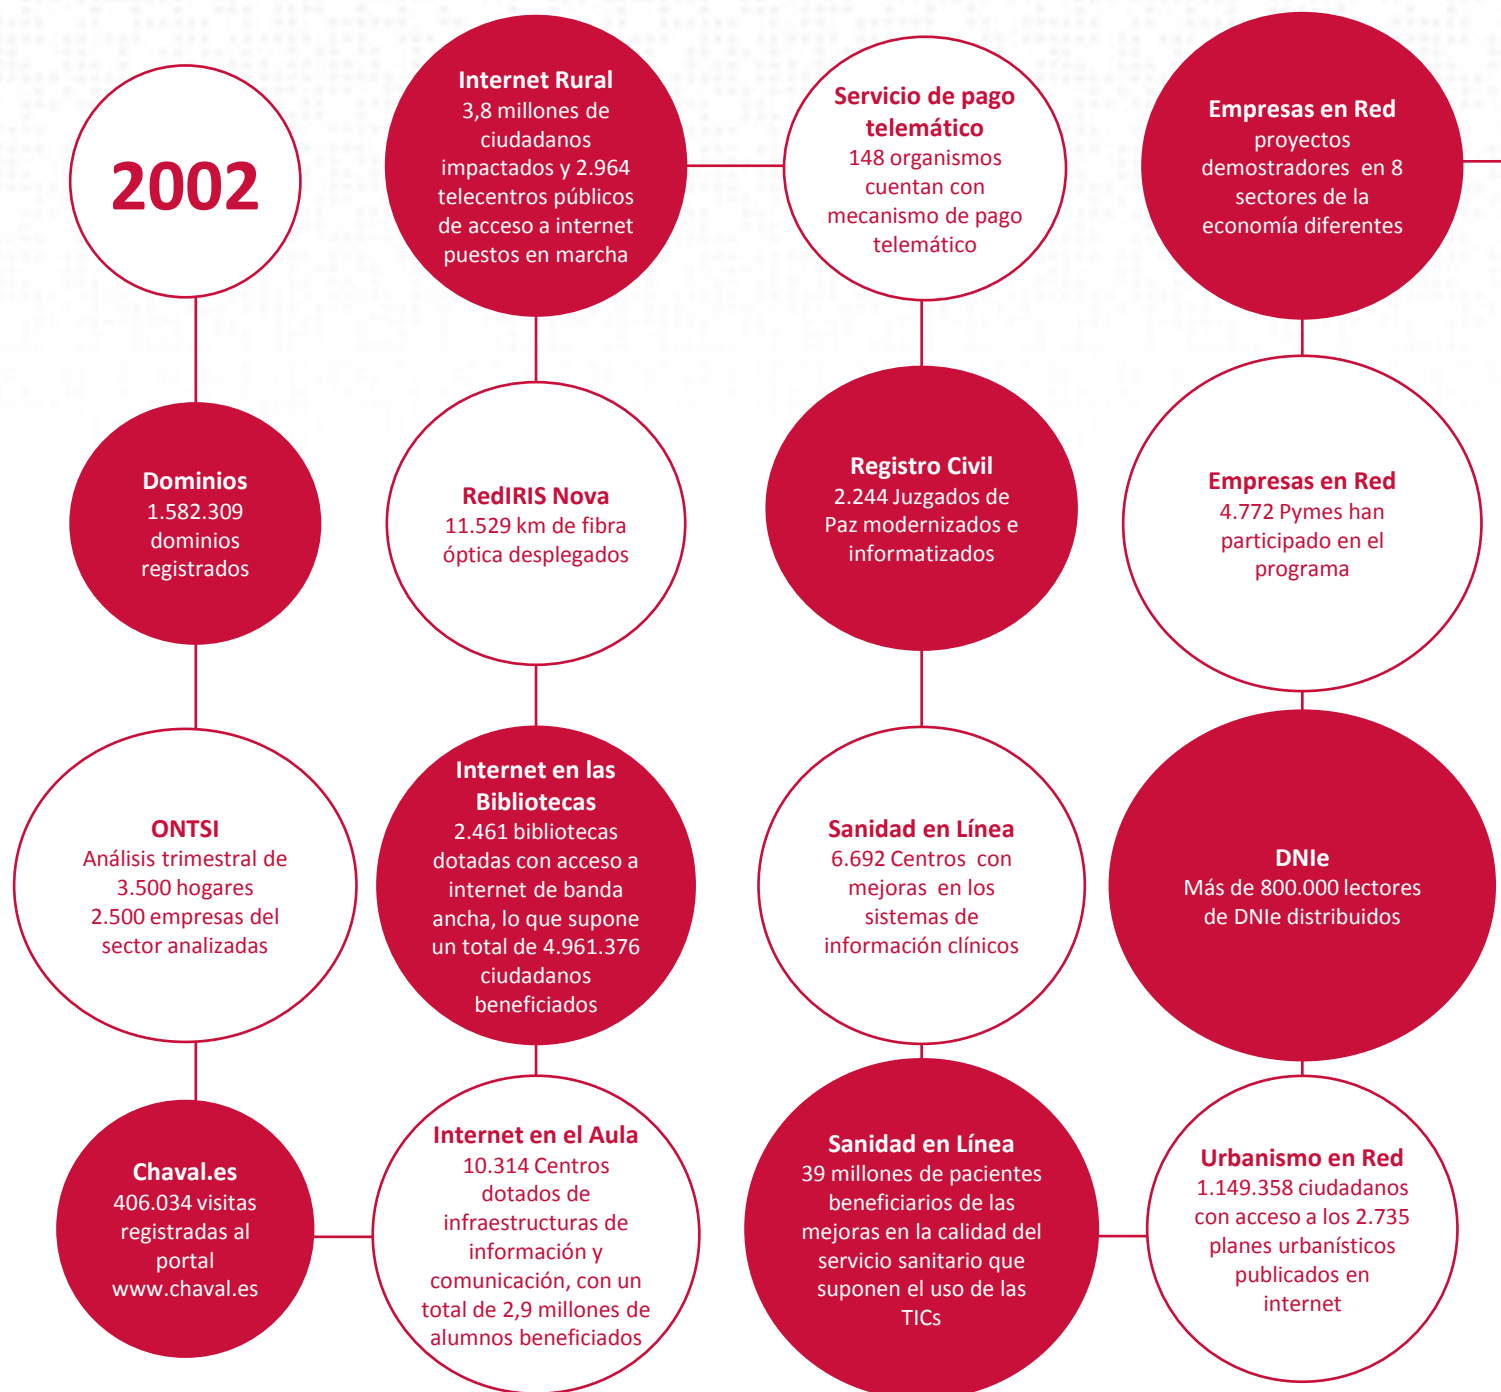 2002
Dominios
1.582.309
dominios
registrados
ONTSI
Análisis trimestral de
3.500 hogares
2.500 empresas del
sector analizadas
Chaval.es
406.034 visitas
registradas al
portal
www.chaval.es
Internet en el Aula
10.314 Centros
dotados de
infraestructuras de
información y
comunicación, con un
total de 2,9 millones de
alumnos beneficiados
Internet en las
Bibliotecas
2.461 bibliotecas
dotadas con acceso a
internet de banda
ancha, lo que supone
un total de 4.961.376
ciudadanos
beneficiados
RedIRIS Nova
11.529 km de fibra
óptica desplegados
Internet Rural
3,8 millones de
ciudadanos
impactados y 2.964
telecentros públicos
de acceso a internet
puestos en marcha
Servicio de pago
telemático
148 organismos
cuentan con
mecanismo de pago
telemático
Registro Civil
2.244 Juzgados de
Paz modernizados e
informatizados
Sanidad en Línea
6.692 Centros con
mejoras en los
sistemas de
información clínicos
Sanidad en Línea
39 millones de pacientes
beneficiarios de las
mejoras en la calidad del
servicio sanitario que
suponen el uso de las
TICs
Urbanismo en Red
1.149.358 ciudadanos
con acceso a los 2.735
planes urbanísticos
publicados en
internet
DNIe
Más de 800.000 lectores
de DNIe distribuidos
Empresas en Red
4.772 Pymes han
participado en el
programa
Empresas en Red
proyectos
demostradores en 8
sectores de la
economía diferentes